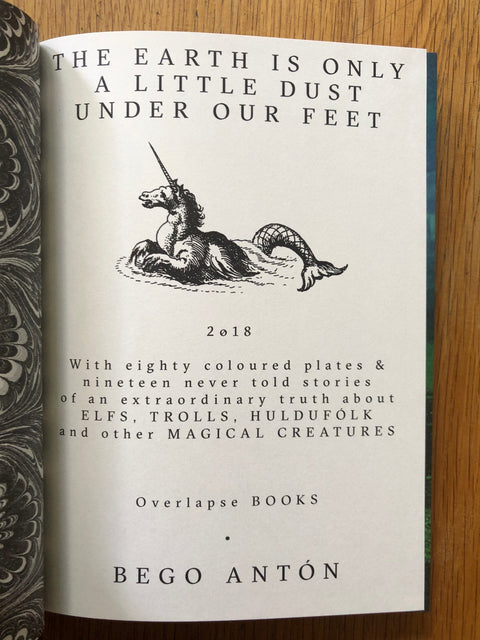 THE EARTH IS ONLY
A LITTLE DUST
UNDER OUR FEET
2018
With eighty coloured plates &
nineteen never told stories
of an extraordinary truth about
ELFS, TROLLS, HULDUFÓLK
and other MAGICAL CREATURES
Overlapse BOOKS
•
BEGO ANTÓN